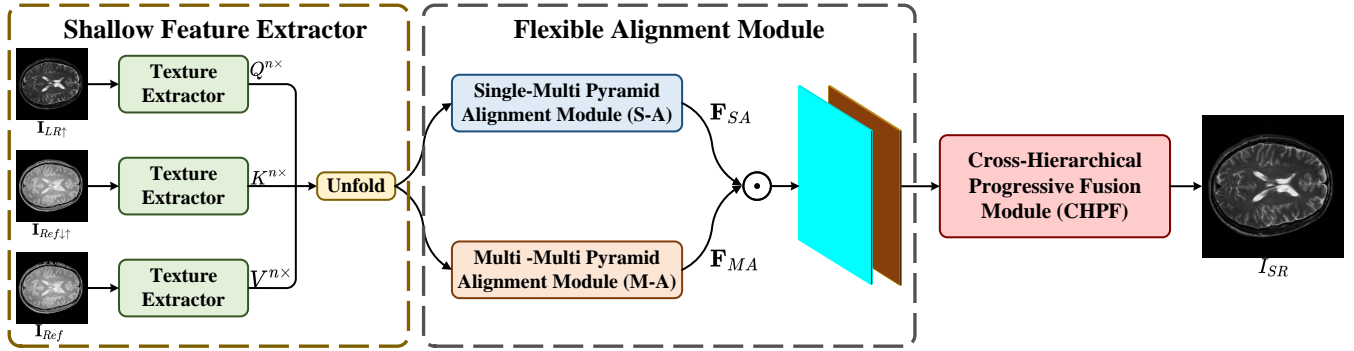 Shallow Feature Extractor
Flexible Alignment Module
Texture
Extractor
Q^{n×}
I_{LR↑}
Texture
Extractor
K^{n×}
I_{Ref↓↑}
Texture
Extractor
V^{n×}
I_{Ref}
Unfold
Single-Multi Pyramid
Alignment Module (S-A)
F_{SA}
Multi -Multi Pyramid
Alignment Module (M-A)
F_{MA}
Cross-Hierarchical
Progressive Fusion
Module (CHPF)
I_{SR}